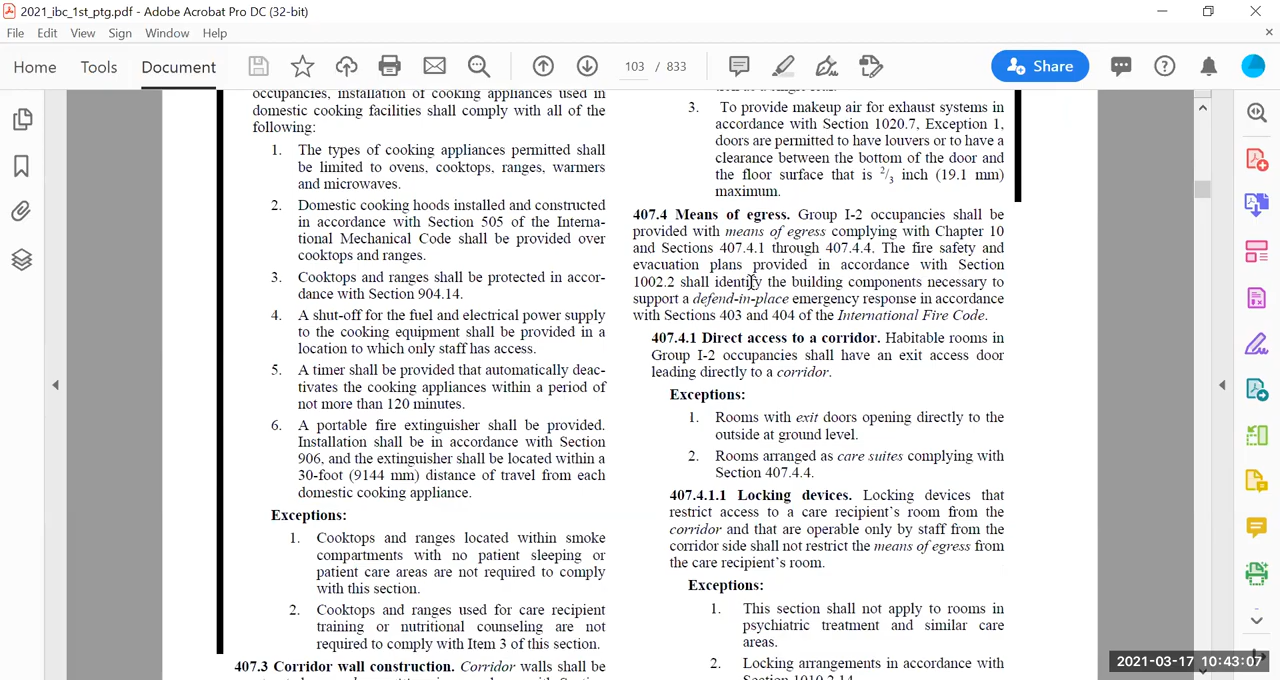 2021_ibc_1st_ptg.pdf - Adobe Acrobat Pro DC (32-bit)
File Edit View Sign Window Help
Home Tools Document 103 / 833 Share
occupancies, installation of cooking appliances used in
domestic cooking facilities shall comply with all of the
following:
1. The types of cooking appliances permitted shall
be limited to ovens, cooktops, ranges, warmers
and microwaves.
2. Domestic cooking hoods installed and constructed
in accordance with Section 505 of the Interna-
tional Mechanical Code shall be provided over
cooktops and ranges.
3. Cooktops and ranges shall be protected in accor-
dance with Section 904.14.
4. A shut-off for the fuel and electrical power supply
to the cooking equipment shall be provided in a
location to which only staff has access.
5. A timer shall be provided that automatically deac-
tivates the cooking appliances within a period of
not more than 120 minutes.
6. A portable fire extinguisher shall be provided.
Installation shall be in accordance with Section
906, and the extinguisher shall be located within a
30-foot (9144 mm) distance of travel from each
domestic cooking appliance.
Exceptions:
1. Cooktops and ranges located within smoke
compartments with no patient sleeping or
patient care areas are not required to comply
with this section.
2. Cooktops and ranges used for care recipient
training or nutritional counseling are not
required to comply with Item 3 of this section.
407.3 Corridor wall construction. Corridor walls shall be
3. To provide makeup air for exhaust systems in
accordance with Section 1020.7, Exception 1,
doors are permitted to have louvers or to have a
clearance between the bottom of the door and
the floor surface that is 2/3 inch (19.1 mm)
maximum.
407.4 Means of egress. Group I-2 occupancies shall be
provided with means of egress complying with Chapter 10
and Sections 407.4.1 through 407.4.4. The fire safety and
evacuation plans provided in accordance with Section
1002.2 shall identify the building components necessary to
support a defend-in-place emergency response in accordance
with Sections 403 and 404 of the International Fire Code.
407.4.1 Direct access to a corridor. Habitable rooms in
Group I-2 occupancies shall have an exit access door
leading directly to a corridor.
Exceptions:
1. Rooms with exit doors opening directly to the
outside at ground level.
2. Rooms arranged as care suites complying with
Section 407.4.4.
407.4.1.1 Locking devices. Locking devices that
restrict access to a care recipient's room from the
corridor and that are operable only by staff from the
corridor side shall not restrict the means of egress from
the care recipient's room.
Exceptions:
1. This section shall not apply to rooms in
psychiatric treatment and similar care
areas.
2. Locking arrangements in accordance with
Section 1010.2.14.
2021-03-17 10:43:07